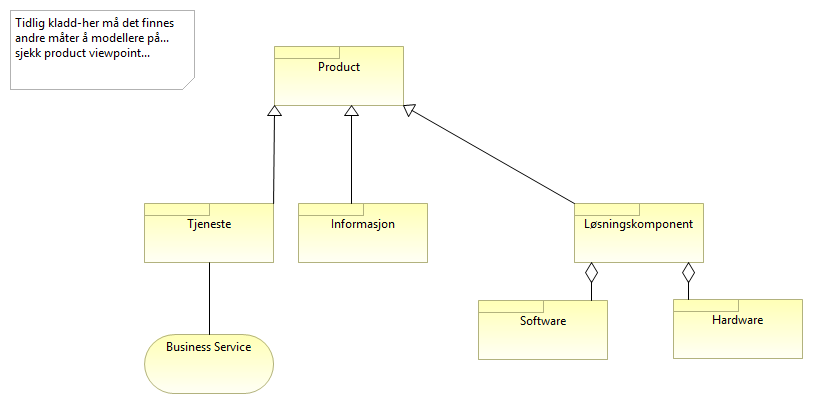 Tidlig kladd-her må det finnes
andre måter å modellere på...
sjekk product viewpoint...
Product
Tjeneste
Informasjon
Løsningskomponent
Software
Hardware
Business Service